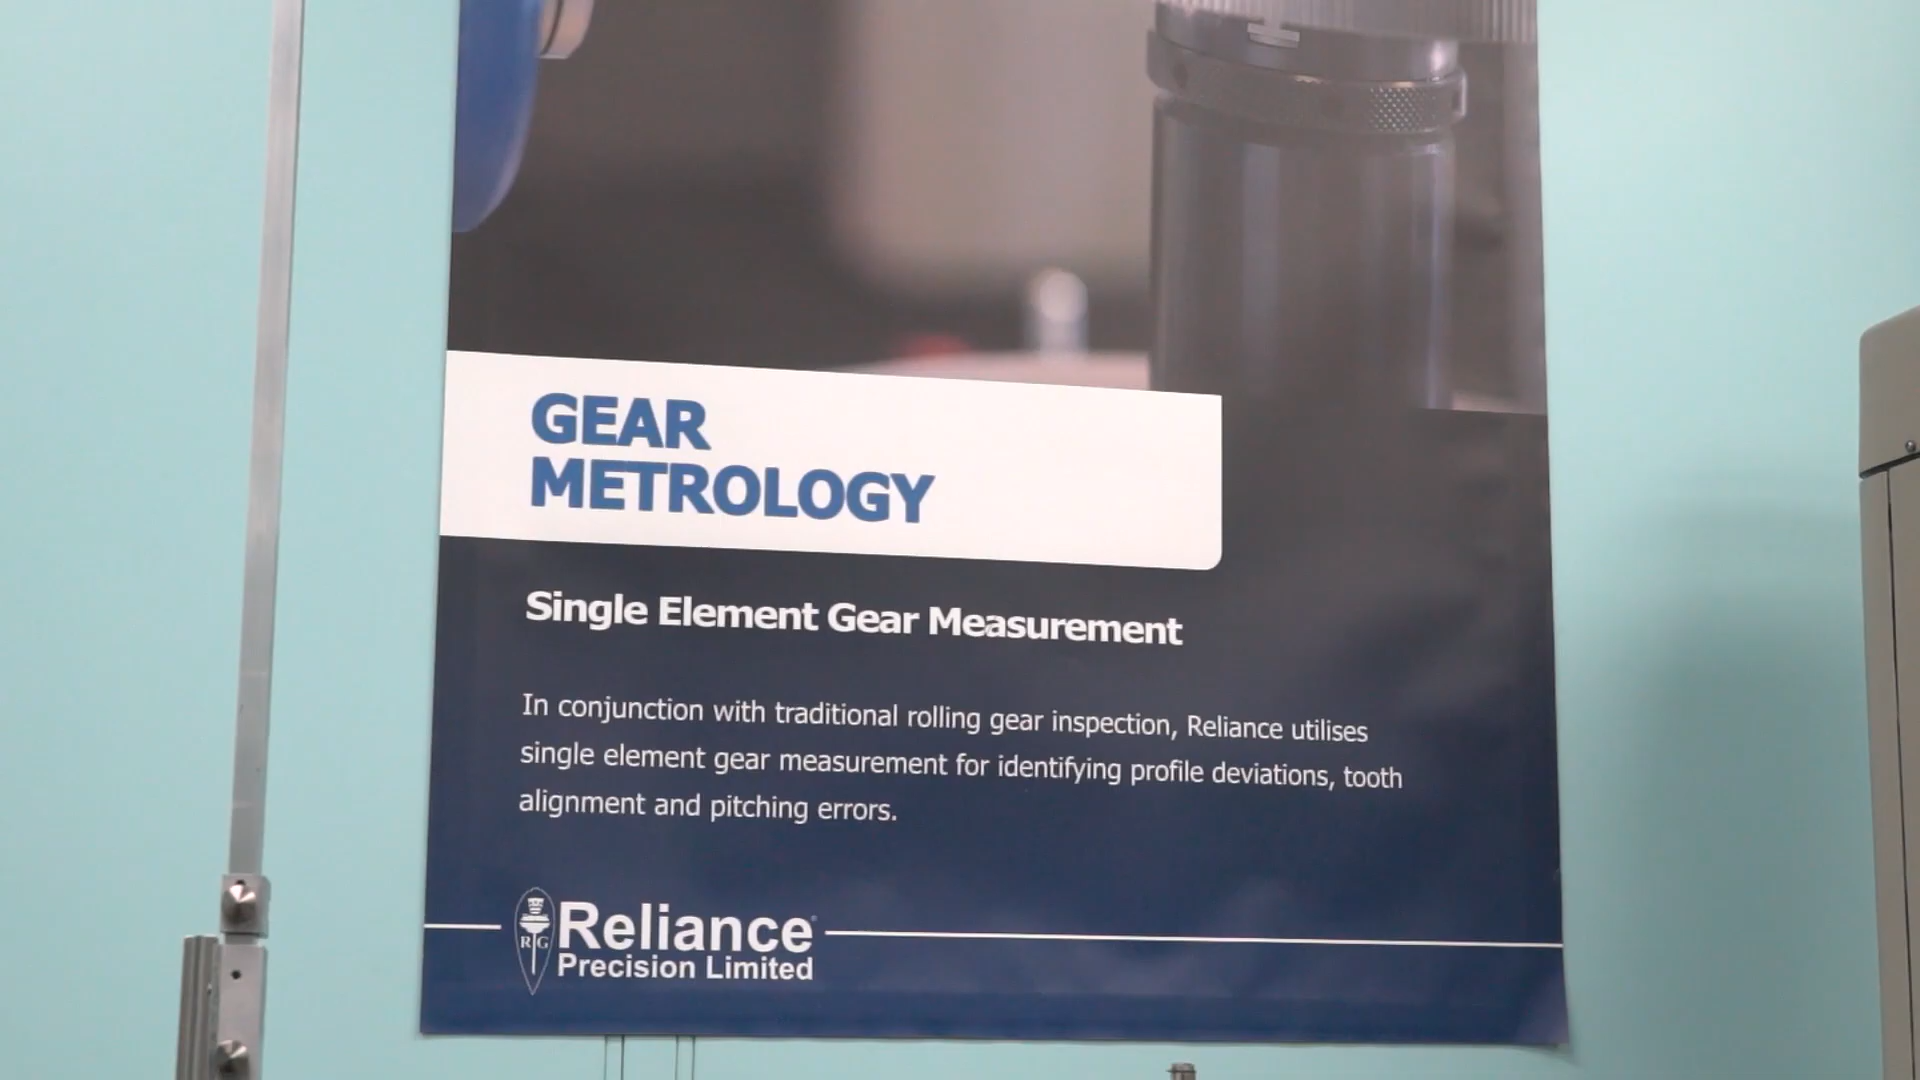 GEAR
METROLOGY
Single Element Gear Measurement
In conjunction with traditional rolling gear inspection, Reliance utilises
single element gear measurement for identifying profile deviations, tooth
alignment and pitching errors.
RG
Reliance
Precision Limited